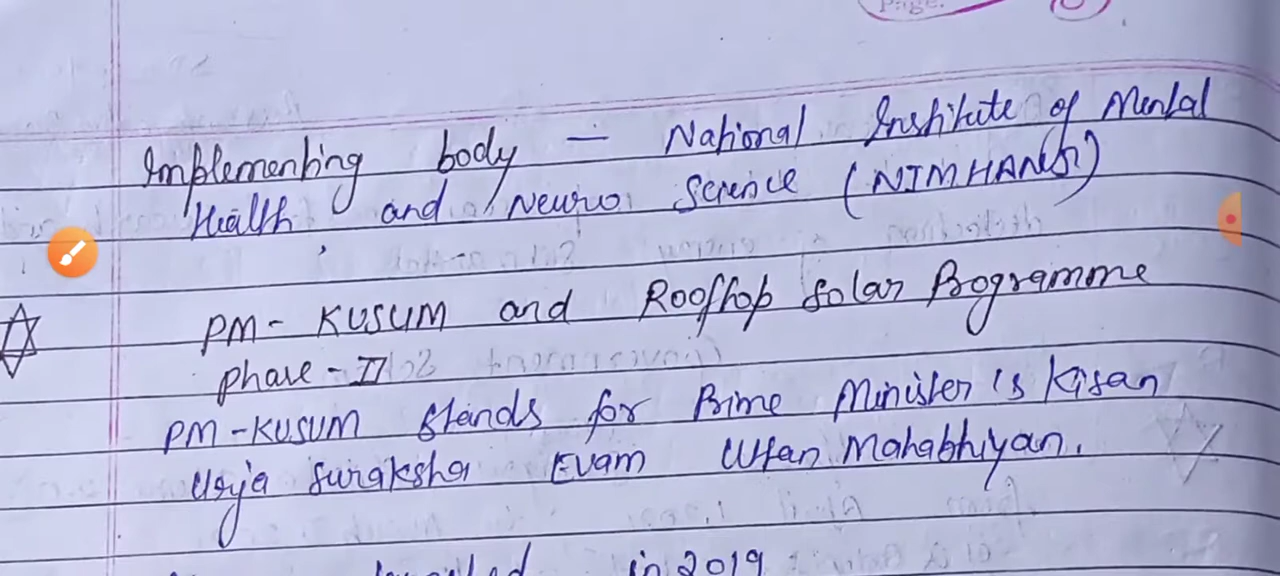 Page.
Implementing body – National Institute of Mental
Health and Neuro Science (NIMHANS)
PM-KUSUM and Rooftop Solar Programme
phase-II
PM-KUSUM stands for Prime Minister's Kisan
Urja Suraksha Evam Utan Mahabhiyan.
in 2019